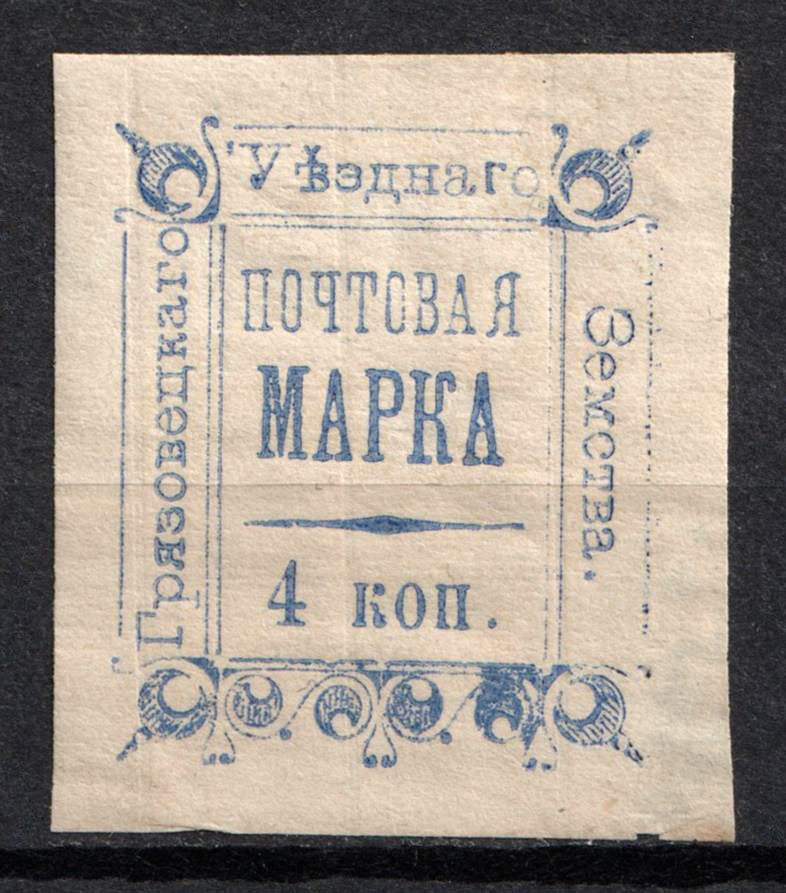 Грязовецкаго
Уѣзднаго
Земства.
ПОЧТОВАЯ
МАРКА
4 коп.